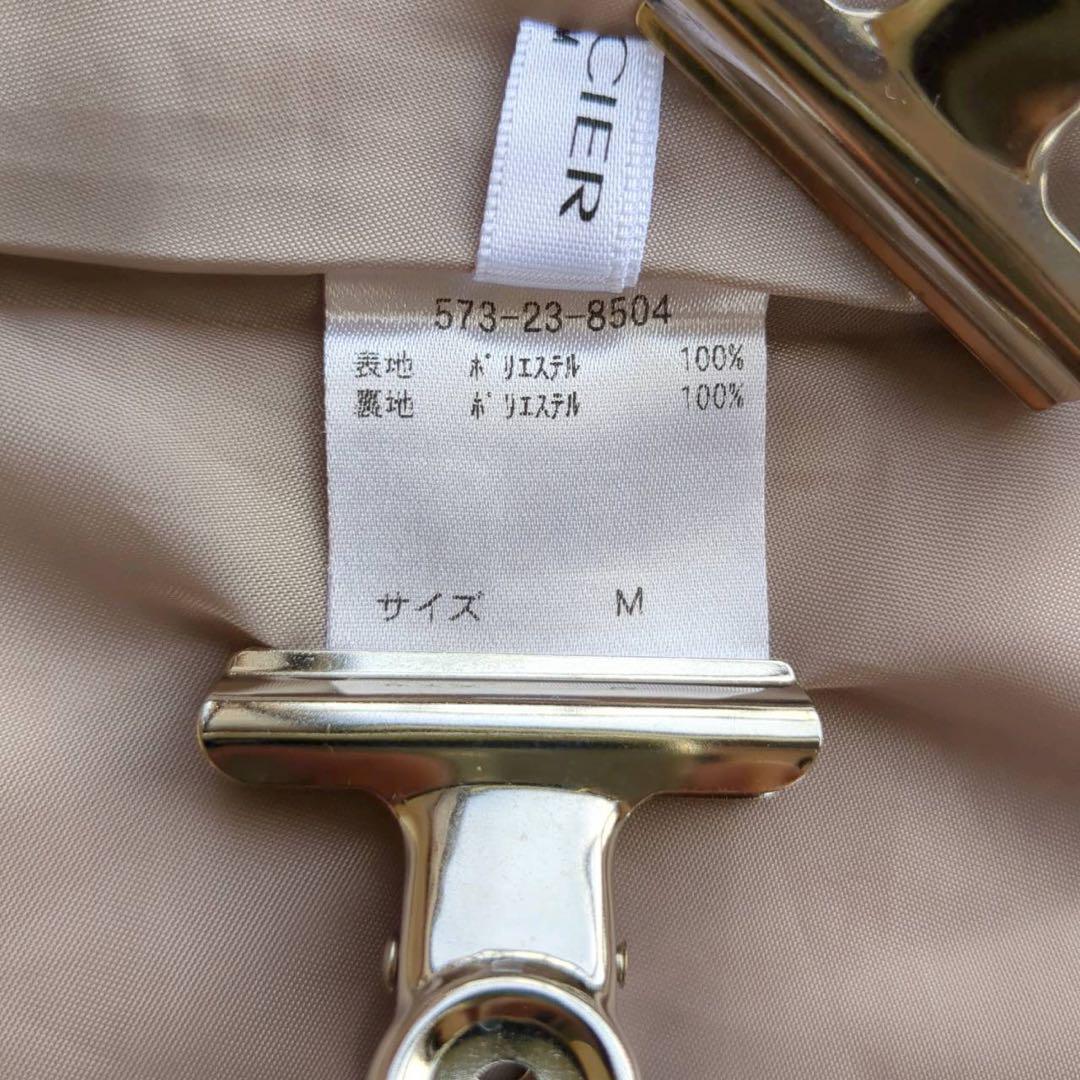 CIER
M
573-23-8504
表地 ポリエステル 100%
裏地 ポリエステル 100%
サイズ M